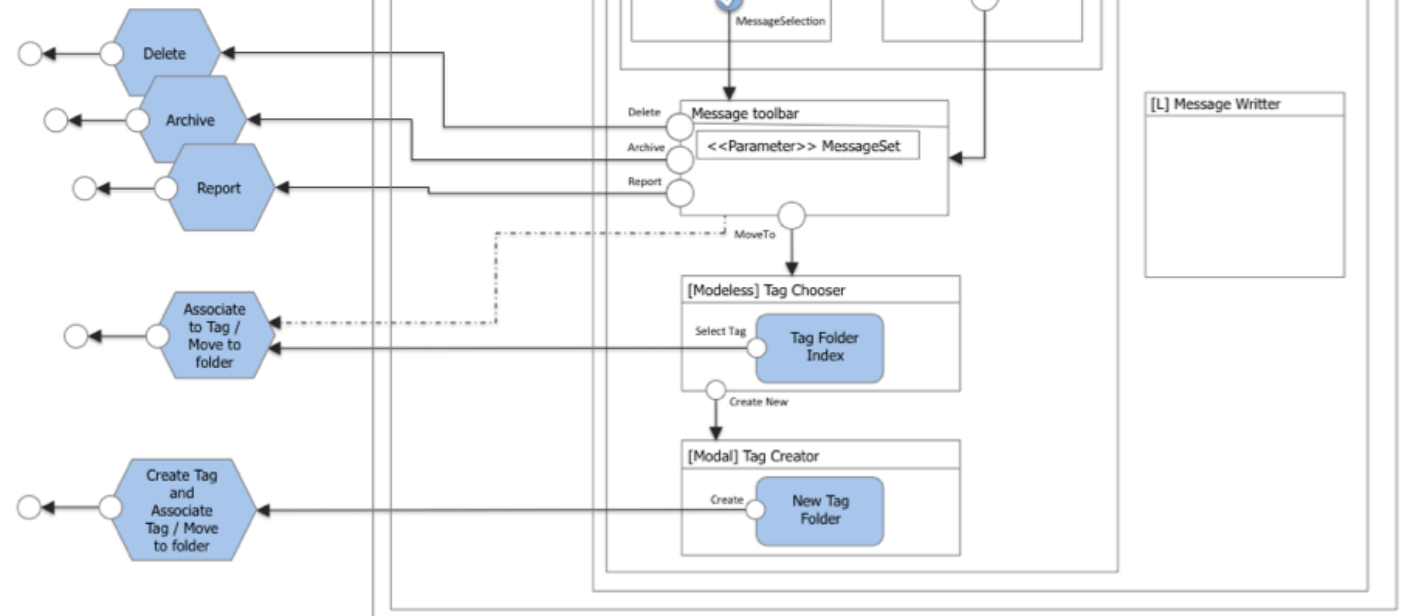 MessageSelection
Delete
Archive
Report
Delete
Archive
Report
Message toolbar
<<Parameter>> MessageSet
[L] Message Writter
MoveTo
Associate
to Tag /
Move to
folder
[Modeless] Tag Chooser
Select Tag
Tag Folder
Index
Create New
[Modal] Tag Creator
Create
New Tag
Folder
Create Tag
and
Associate
Tag / Move
to folder